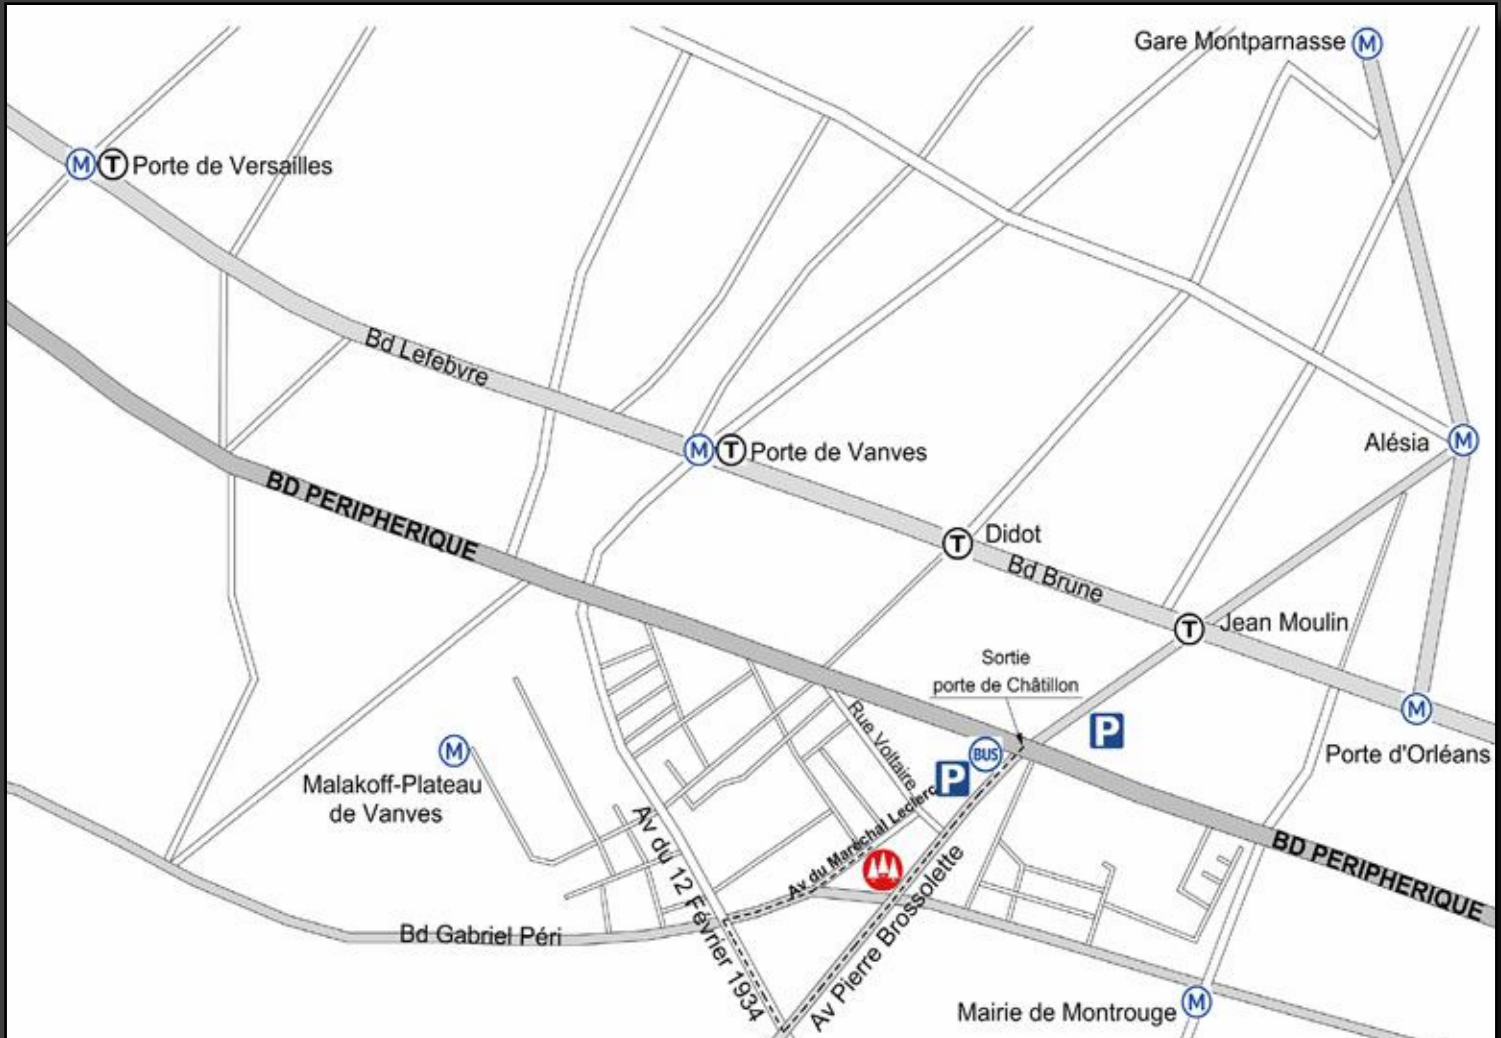 Gare Montparnasse M
M T Porte de Versailles
Bd Lefebvre
M T Porte de Vanves
Alésia M
BD PERIPHERIQUE
T Didot
Bd Brune
T Jean Moulin
Sortie
porte de Châtillon
M
Porte d'Orléans
P
BUS
P
Rue Voltaire
M
Malakoff-Plateau
de Vanves
Av du Maréchal Leclerc
BD PERIPHERIQUE
Av du 12 Février 1934
Av Pierre Brossolette
Bd Gabriel Péri
Mairie de Montrouge M